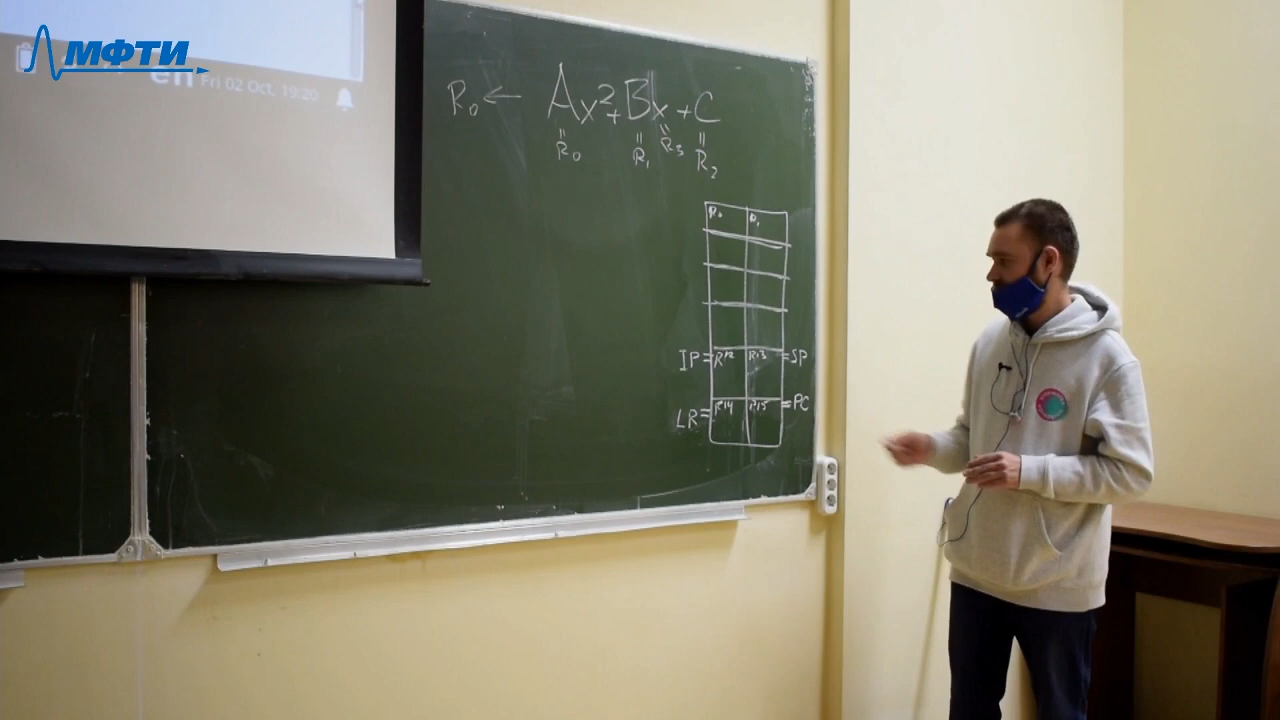 МФТИ
en Fri 02 Oct, 19:20
R₀ ← Ax² + Bx + C
= R₀ = R₁ = R₃ = R₂
R₀ R₁
IP = R12 R13 = SP
LR = R14 R15 = PC